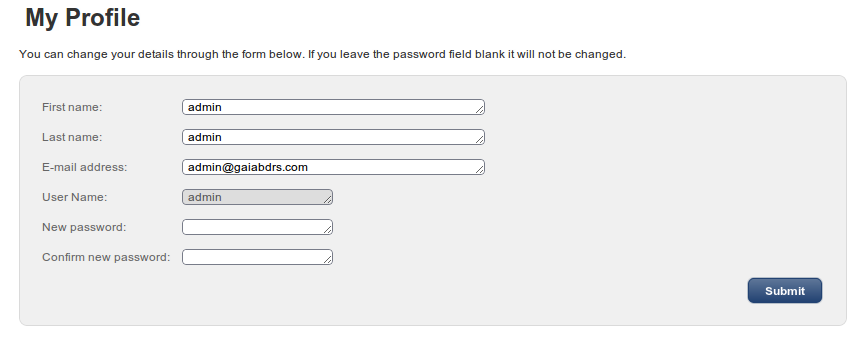 My Profile
You can change your details through the form below. If you leave the password field blank it will not be changed.
First name: admin
Last name: admin
E-mail address: admin@gaiabdrs.com
User Name: admin
New password:
Confirm new password:
Submit